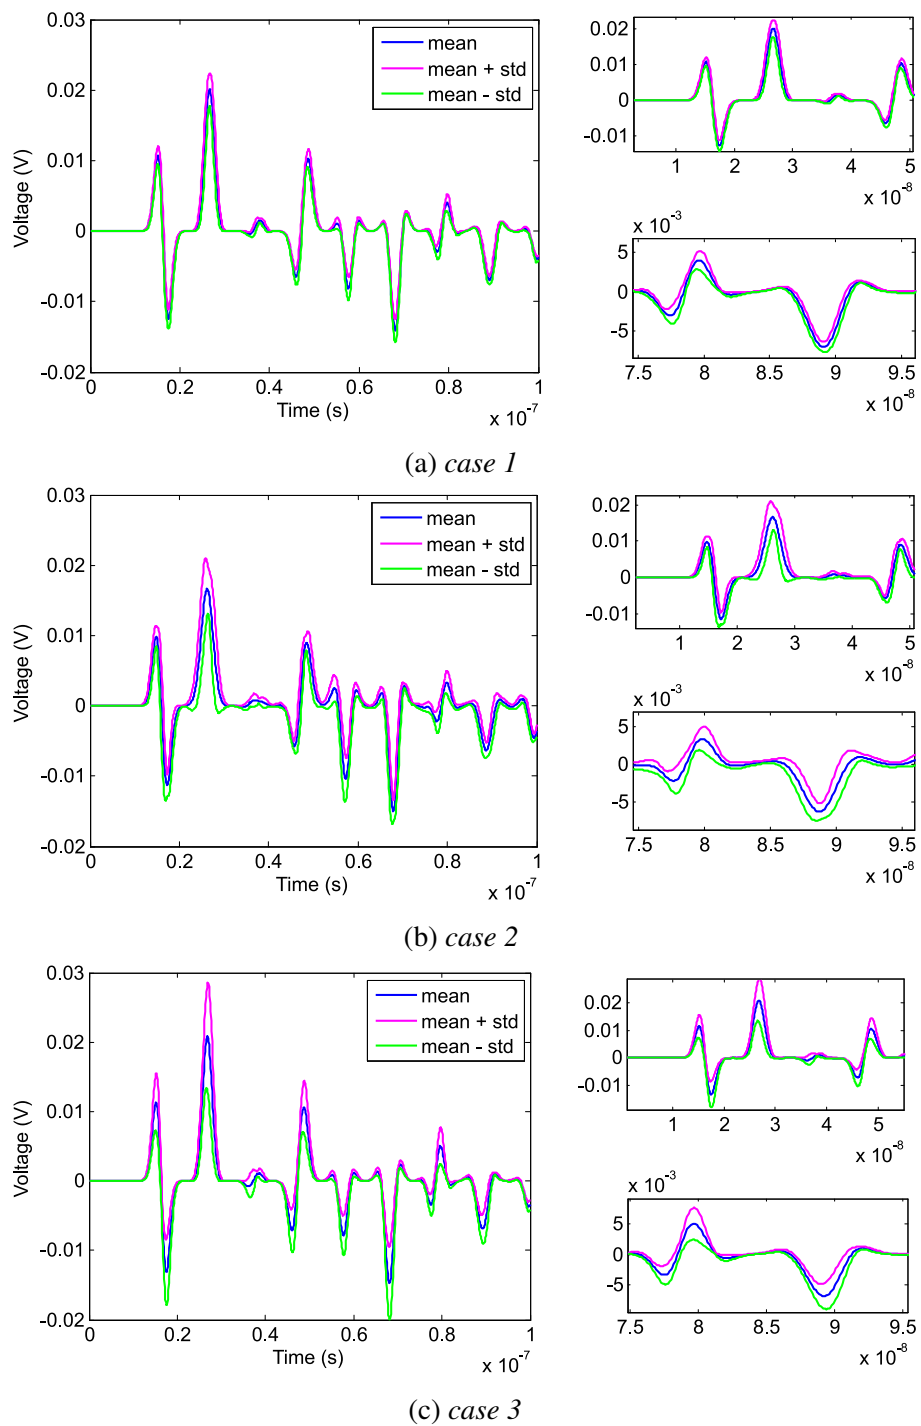 0.03
0.02
0.01
0
-0.01
-0.02
Voltage (V)
mean
mean + std
mean - std
0 0.2 0.4 0.6 0.8 1
Time (s)
x 10⁻⁷
0.02
0.01
0
-0.01
1 2 3 4 5
x 10⁻⁸
x 10⁻³
5
0
-5
7.5 8 8.5 9 9.5
x 10⁻⁸
(a) case 1
0.03
0.02
0.01
0
-0.01
-0.02
Voltage (V)
mean
mean + std
mean - std
0 0.2 0.4 0.6 0.8 1
Time (s)
x 10⁻⁷
0.02
0.01
0
-0.01
1 2 3 4 5
x 10⁻⁸
x 10⁻³
5
0
-5
7.5 8 8.5 9 9.5
x 10⁻⁸
(b) case 2
0.03
0.02
0.01
0
-0.01
-0.02
Voltage (V)
mean
mean + std
mean - std
0 0.2 0.4 0.6 0.8 1
Time (s)
x 10⁻⁷
0.02
0.01
0
-0.01
1 2 3 4 5
x 10⁻⁸
x 10⁻³
5
0
-5
7.5 8 8.5 9 9.5
x 10⁻⁸
(c) case 3